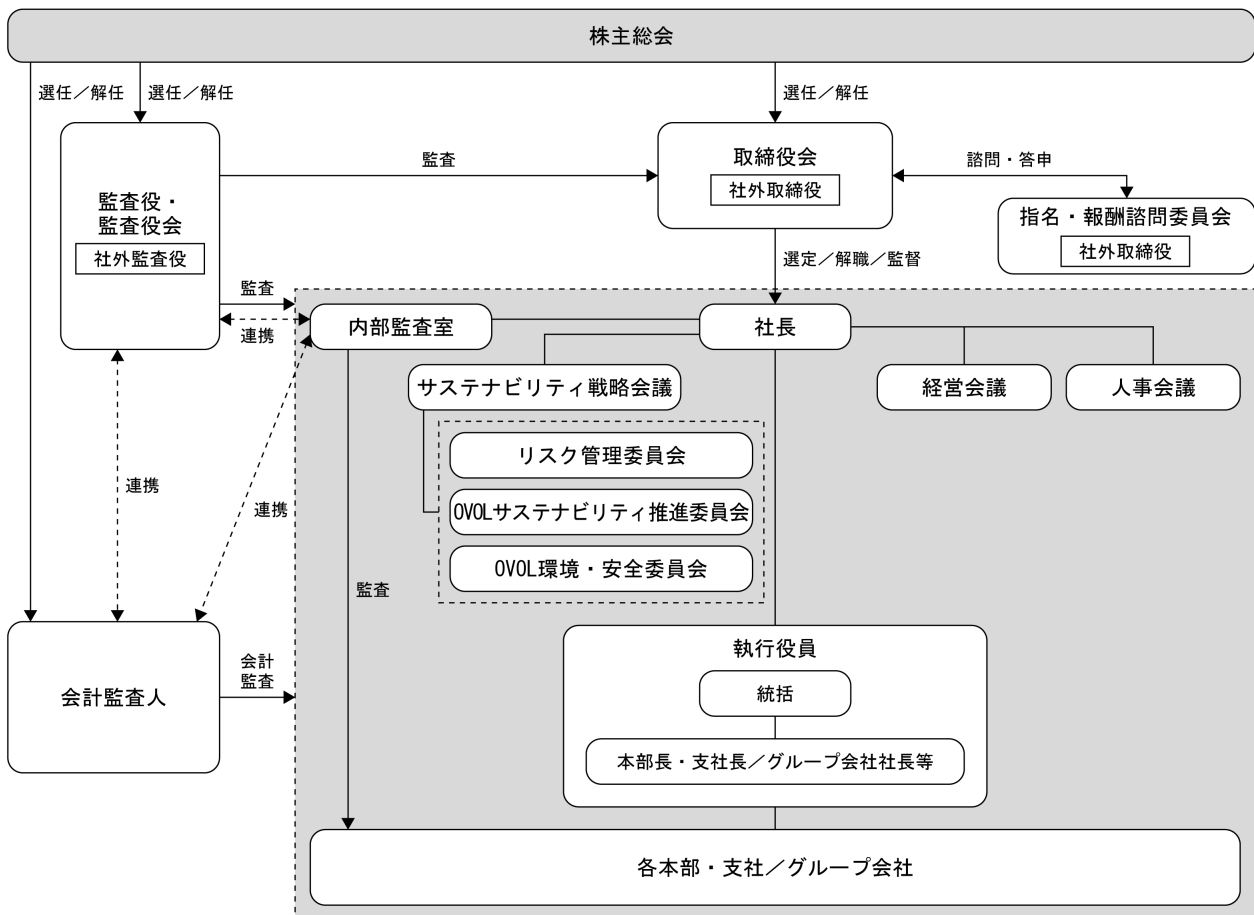 株主総会
選任／解任
選任／解任
選任／解任
監査役・
監査役会
社外監査役
監査
取締役会
社外取締役
諮問・答申
指名・報酬諮問委員会
社外取締役
選定／解職／監督
監査
連携
内部監査室
社長
サステナビリティ戦略会議
経営会議
人事会議
リスク管理委員会
OVOLサステナビリティ推進委員会
OVOL環境・安全委員会
連携
連携
監査
会計監査人
会計
監査
執行役員
統括
本部長・支社長／グループ会社社長等
各本部・支社／グループ会社